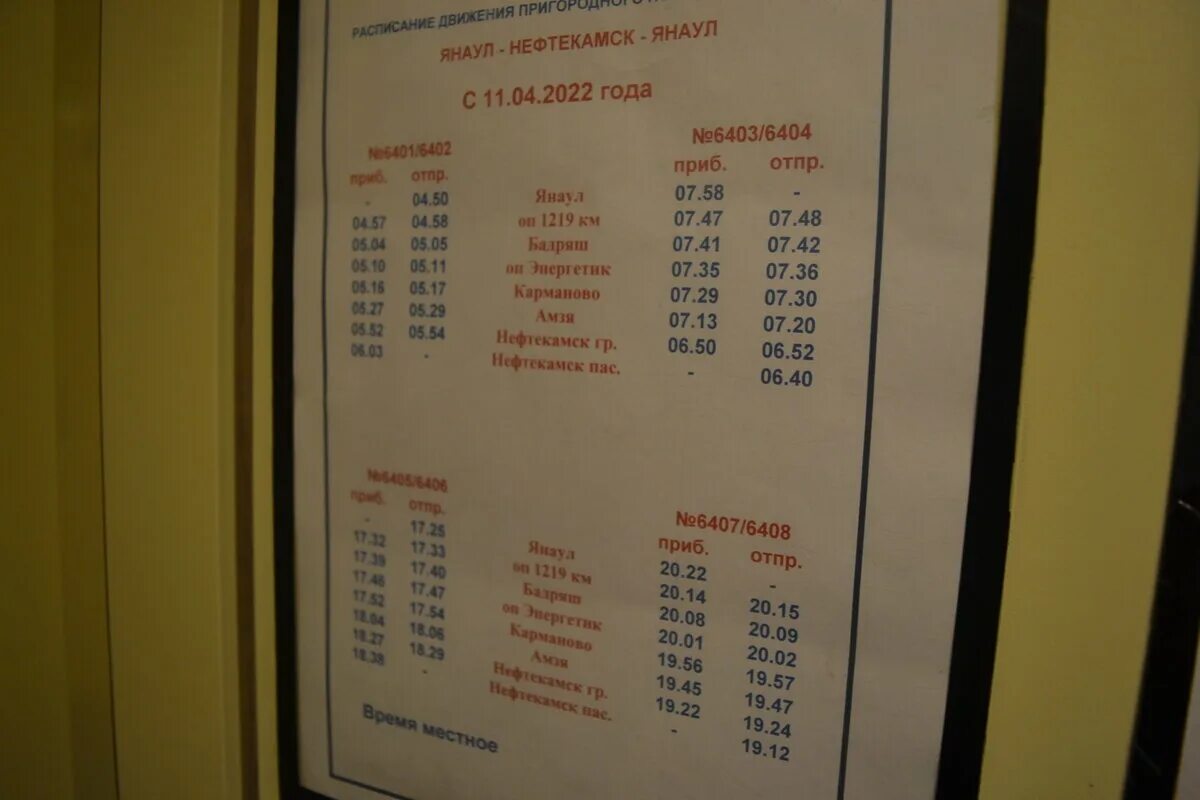 РАСПИСАНИЕ ДВИЖЕНИЯ ПРИГОРОДНОГО
ЯНАУЛ - НЕФТЕКАМСК - ЯНАУЛ
С 11.04.2022 года
№6401/6402 №6403/6404
приб. отпр. приб. отпр.
- 04.50 Янаул 07.58 -
04.57 04.58 оп 1219 км 07.47 07.48
05.04 05.05 Бадряш 07.41 07.42
05.10 05.11 оп Энергетик 07.35 07.36
05.16 05.17 Карманово 07.29 07.30
05.27 05.29 Амзя 07.13 07.20
05.52 05.54 Нефтекамск гр. 06.50 06.52
06.03 - Нефтекамск пас. - 06.40
№6405/6406 №6407/6408
приб. отпр. приб. отпр.
- 17.25 Янаул 20.22 -
17.32 17.33 оп 1219 км 20.14 20.15
17.39 17.40 Бадряш 20.08 20.09
17.46 17.47 оп Энергетик 20.01 20.02
17.52 17.54 Карманово 19.56 19.57
18.04 18.06 Амзя 19.45 19.47
18.27 18.29 Нефтекамск гр. 19.22 19.24
18.38 - Нефтекамск пас. - 19.12
Время местное